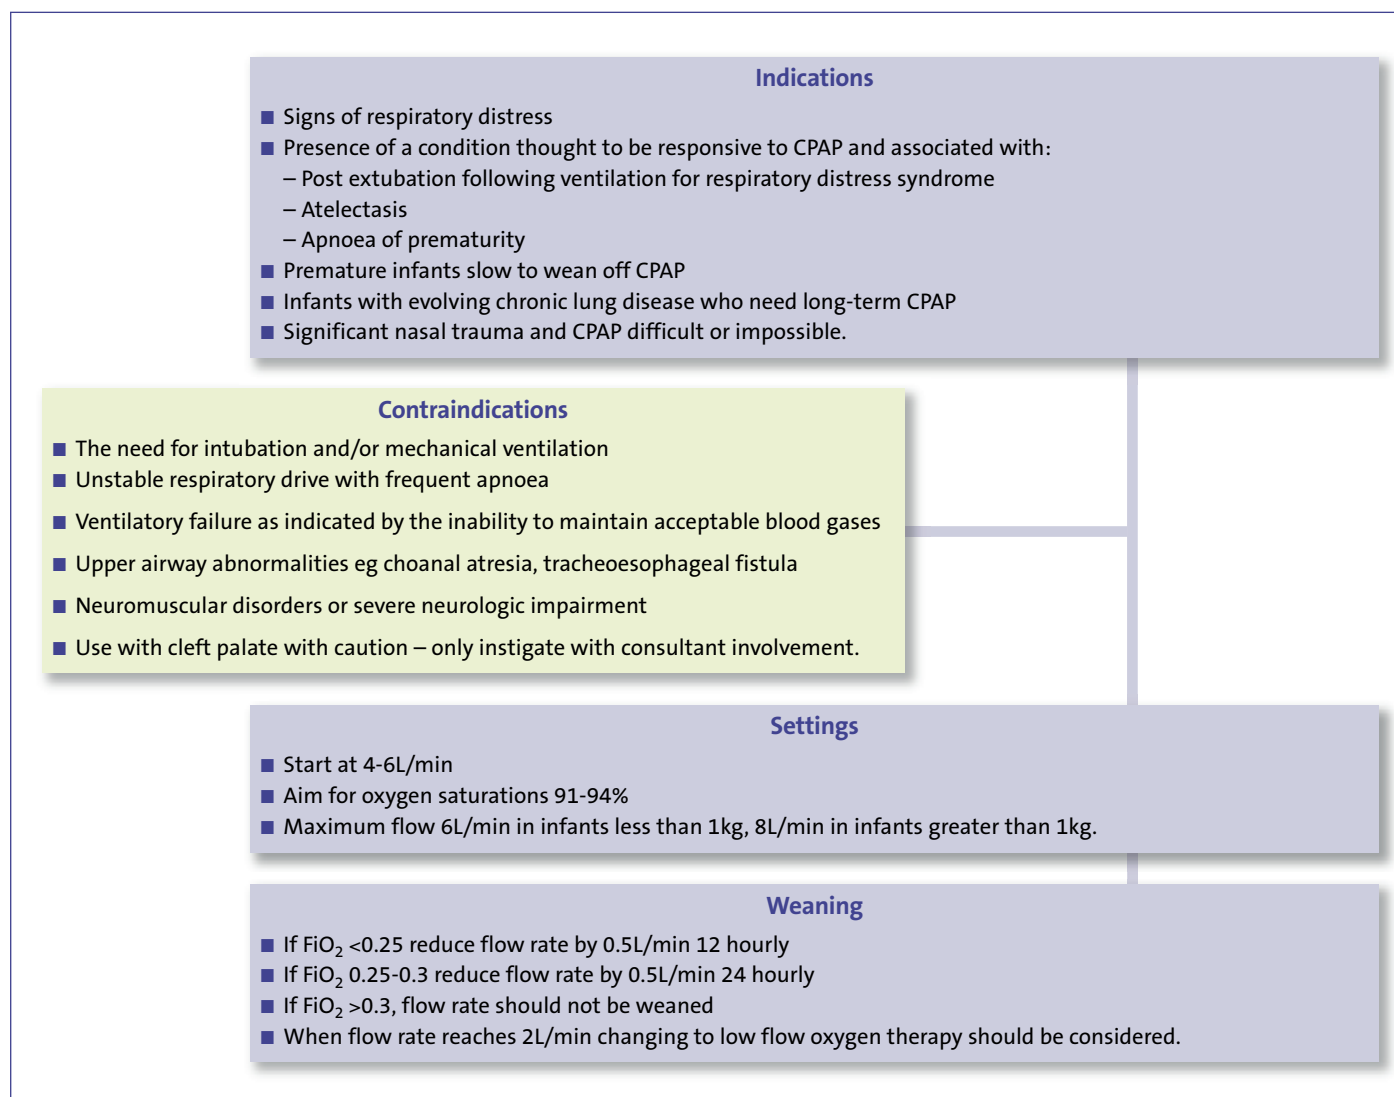 Indications
■ Signs of respiratory distress
■ Presence of a condition thought to be responsive to CPAP and associated with:
– Post extubation following ventilation for respiratory distress syndrome
– Atelectasis
– Apnoea of prematurity
■ Premature infants slow to wean off CPAP
■ Infants with evolving chronic lung disease who need long-term CPAP
■ Significant nasal trauma and CPAP difficult or impossible.
Contraindications
■ The need for intubation and/or mechanical ventilation
■ Unstable respiratory drive with frequent apnoea
■ Ventilatory failure as indicated by the inability to maintain acceptable blood gases
■ Upper airway abnormalities eg choanal atresia, tracheoesophageal fistula
■ Neuromuscular disorders or severe neurologic impairment
■ Use with cleft palate with caution – only instigate with consultant involvement.
Settings
■ Start at 4-6L/min
■ Aim for oxygen saturations 91-94%
■ Maximum flow 6L/min in infants less than 1kg, 8L/min in infants greater than 1kg.
Weaning
■ If FiO₂ <0.25 reduce flow rate by 0.5L/min 12 hourly
■ If FiO₂ 0.25-0.3 reduce flow rate by 0.5L/min 24 hourly
■ If FiO₂ >0.3, flow rate should not be weaned
■ When flow rate reaches 2L/min changing to low flow oxygen therapy should be considered.